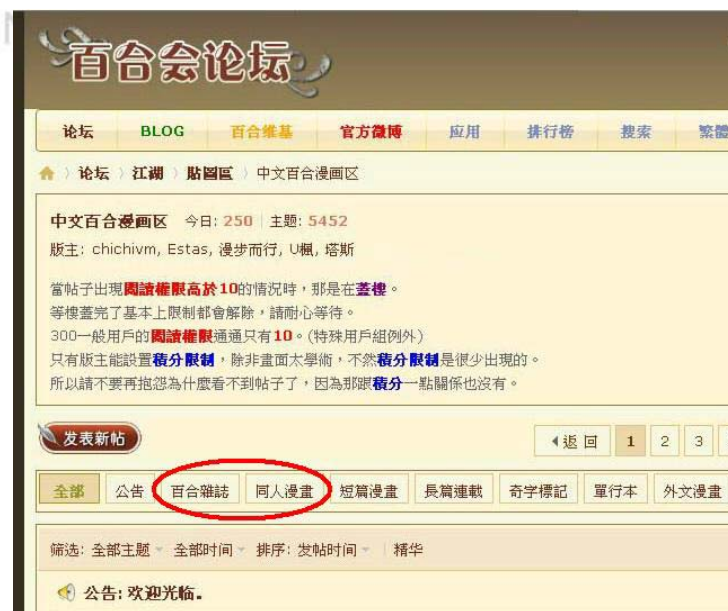 百合会论坛
论坛 BLOG 百合维基 官方微博 应用 排行榜 搜索 繁體
论坛 江湖 貼圖區 中文百合漫画区
中文百合漫画区 今日: 250 主题: 5452
版主: chichivm, Estas, 漫步而行, U楓, 塔斯
當帖子出現閱讀權限高於10的情況時，那是在蓋樓。
等樓蓋完了基本上限制都會解除，請耐心等待。
300一般用戶的閱讀權限通通只有10。(特殊用戶組例外)
只有版主能設置積分限制，除非畫面太學術，不然積分限制是很少出現的。
所以請不要再抱怨為什麼看不到帖子了，因為那跟積分一點關係也沒有。
发表新帖 返回 1 2 3
全部 公告 百合雜誌 同人漫畫 短篇漫畫 長篇連載 奇字標記 單行本 外文漫畫
筛选: 全部主题 全部时间 排序: 发帖时间 精华
公告: 欢迎光临。